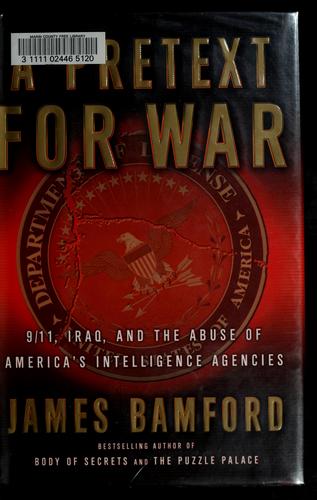 MARIN COUNTY FREE LIBRARY
3 1111 02446 5120
A PRETEXT
FOR WAR
DEPARTMENT OF DEFENSE
UNITED STATES OF AMERICA
9/11, IRAQ, AND THE ABUSE OF
AMERICA'S INTELLIGENCE AGENCIES
JAMES BAMFORD
BESTSELLING AUTHOR OF
BODY OF SECRETS AND THE PUZZLE PALACE